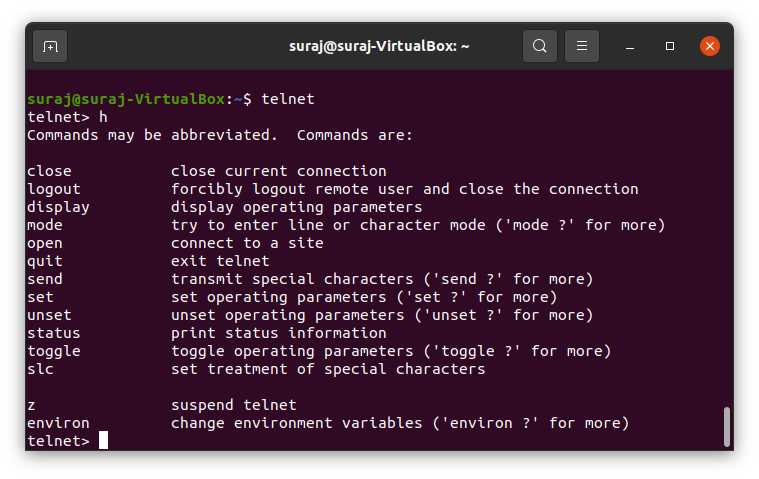 suraj@suraj-VirtualBox: ~
suraj@suraj-VirtualBox:~$ telnet
telnet> h
Commands may be abbreviated.  Commands are:

close           close current connection
logout          forcibly logout remote user and close the connection
display         display operating parameters
mode            try to enter line or character mode ('mode ?' for more)
open            connect to a site
quit            exit telnet
send            transmit special characters ('send ?' for more)
set             set operating parameters ('set ?' for more)
unset           unset operating parameters ('unset ?' for more)
status          print status information
toggle          toggle operating parameters ('toggle ?' for more)
slc             set treatment of special characters

z               suspend telnet
environ         change environment variables ('environ ?' for more)
telnet>